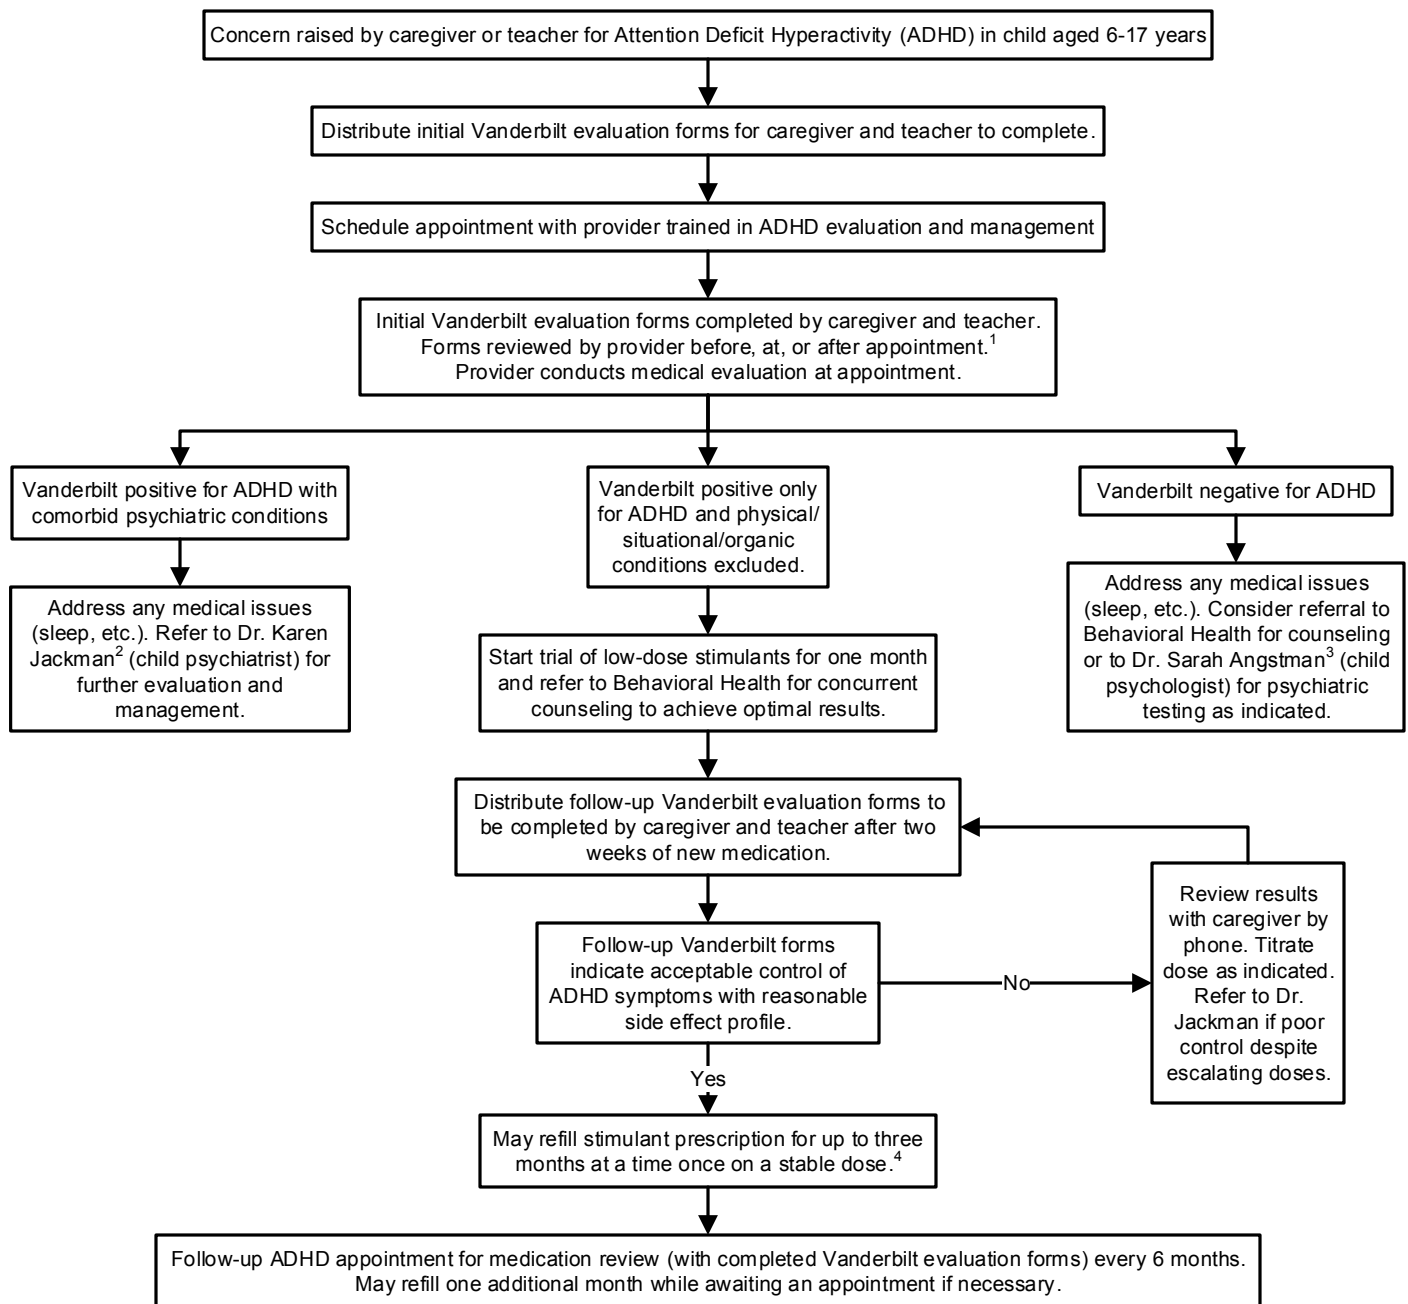 Concern raised by caregiver or teacher for Attention Deficit Hyperactivity (ADHD) in child aged 6-17 years
Distribute initial Vanderbilt evaluation forms for caregiver and teacher to complete.
Schedule appointment with provider trained in ADHD evaluation and management
Initial Vanderbilt evaluation forms completed by caregiver and teacher.
Forms reviewed by provider before, at, or after appointment.¹
Provider conducts medical evaluation at appointment.
Vanderbilt positive for ADHD with
comorbid psychiatric conditions
Address any medical issues
(sleep, etc.). Refer to Dr. Karen
Jackman² (child psychiatrist) for
further evaluation and
management.
Vanderbilt positive only
for ADHD and physical/
situational/organic
conditions excluded.
Start trial of low-dose stimulants for one month
and refer to Behavioral Health for concurrent
counseling to achieve optimal results.
Vanderbilt negative for ADHD
Address any medical issues
(sleep, etc.). Consider referral to
Behavioral Health for counseling
or to Dr. Sarah Angstman³ (child
psychologist) for psychiatric
testing as indicated.
Distribute follow-up Vanderbilt evaluation forms to
be completed by caregiver and teacher after two
weeks of new medication.
Follow-up Vanderbilt forms
indicate acceptable control of
ADHD symptoms with reasonable
side effect profile.
No
Review results
with caregiver by
phone. Titrate
dose as indicated.
Refer to Dr.
Jackman if poor
control despite
escalating doses.
Yes
May refill stimulant prescription for up to three
months at a time once on a stable dose.⁴
Follow-up ADHD appointment for medication review (with completed Vanderbilt evaluation forms) every 6 months.
May refill one additional month while awaiting an appointment if necessary.